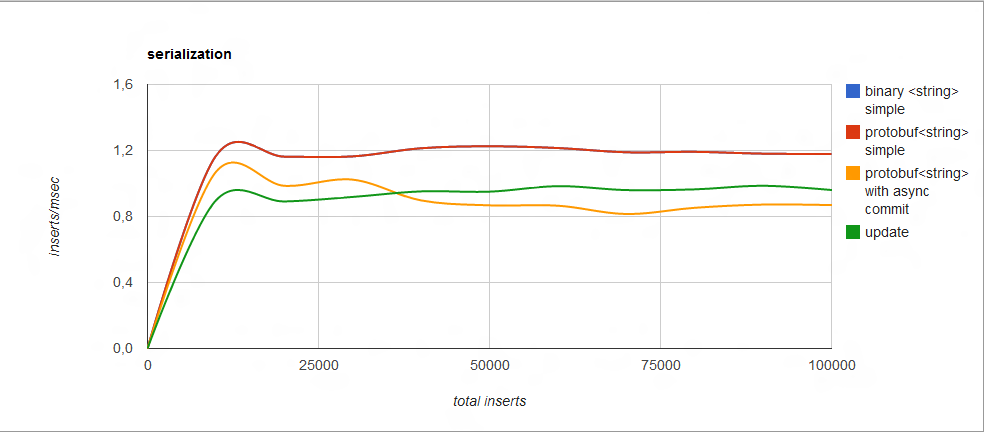 serialization
1,6
1,2
0,8
0,4
0,0
inserts/msec
0
25000
50000
75000
100000
total inserts
binary <string>
simple
protobuf<string>
simple
protobuf<string>
with async
commit
update